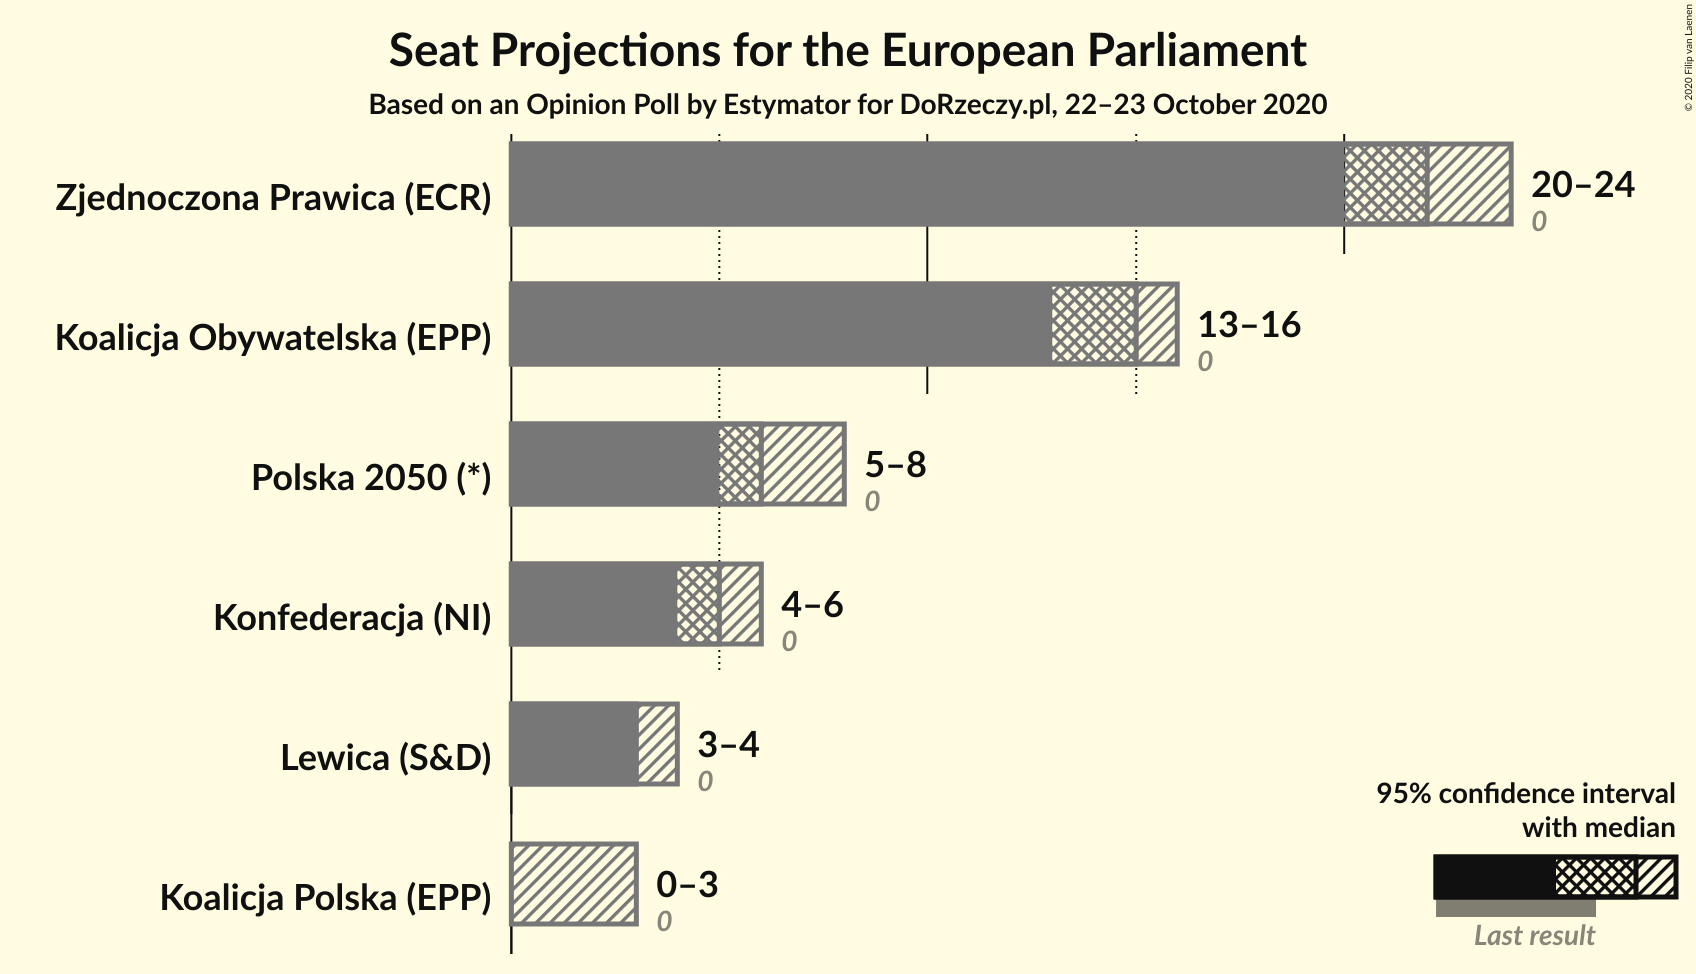 Seat Projections for the European Parliament
Based on an Opinion Poll by Estymator for DoRzeczy.pl, 22–23 October 2020
© 2020 Filip van Laenen
Zjednoczona Prawica (ECR)
20–24
0
Koalicja Obywatelska (EPP)
13–16
0
Polska 2050 (*)
5–8
0
Konfederacja (NI)
4–6
0
Lewica (S&D)
3–4
0
Koalicja Polska (EPP)
0–3
0
95% confidence interval
with median
Last result